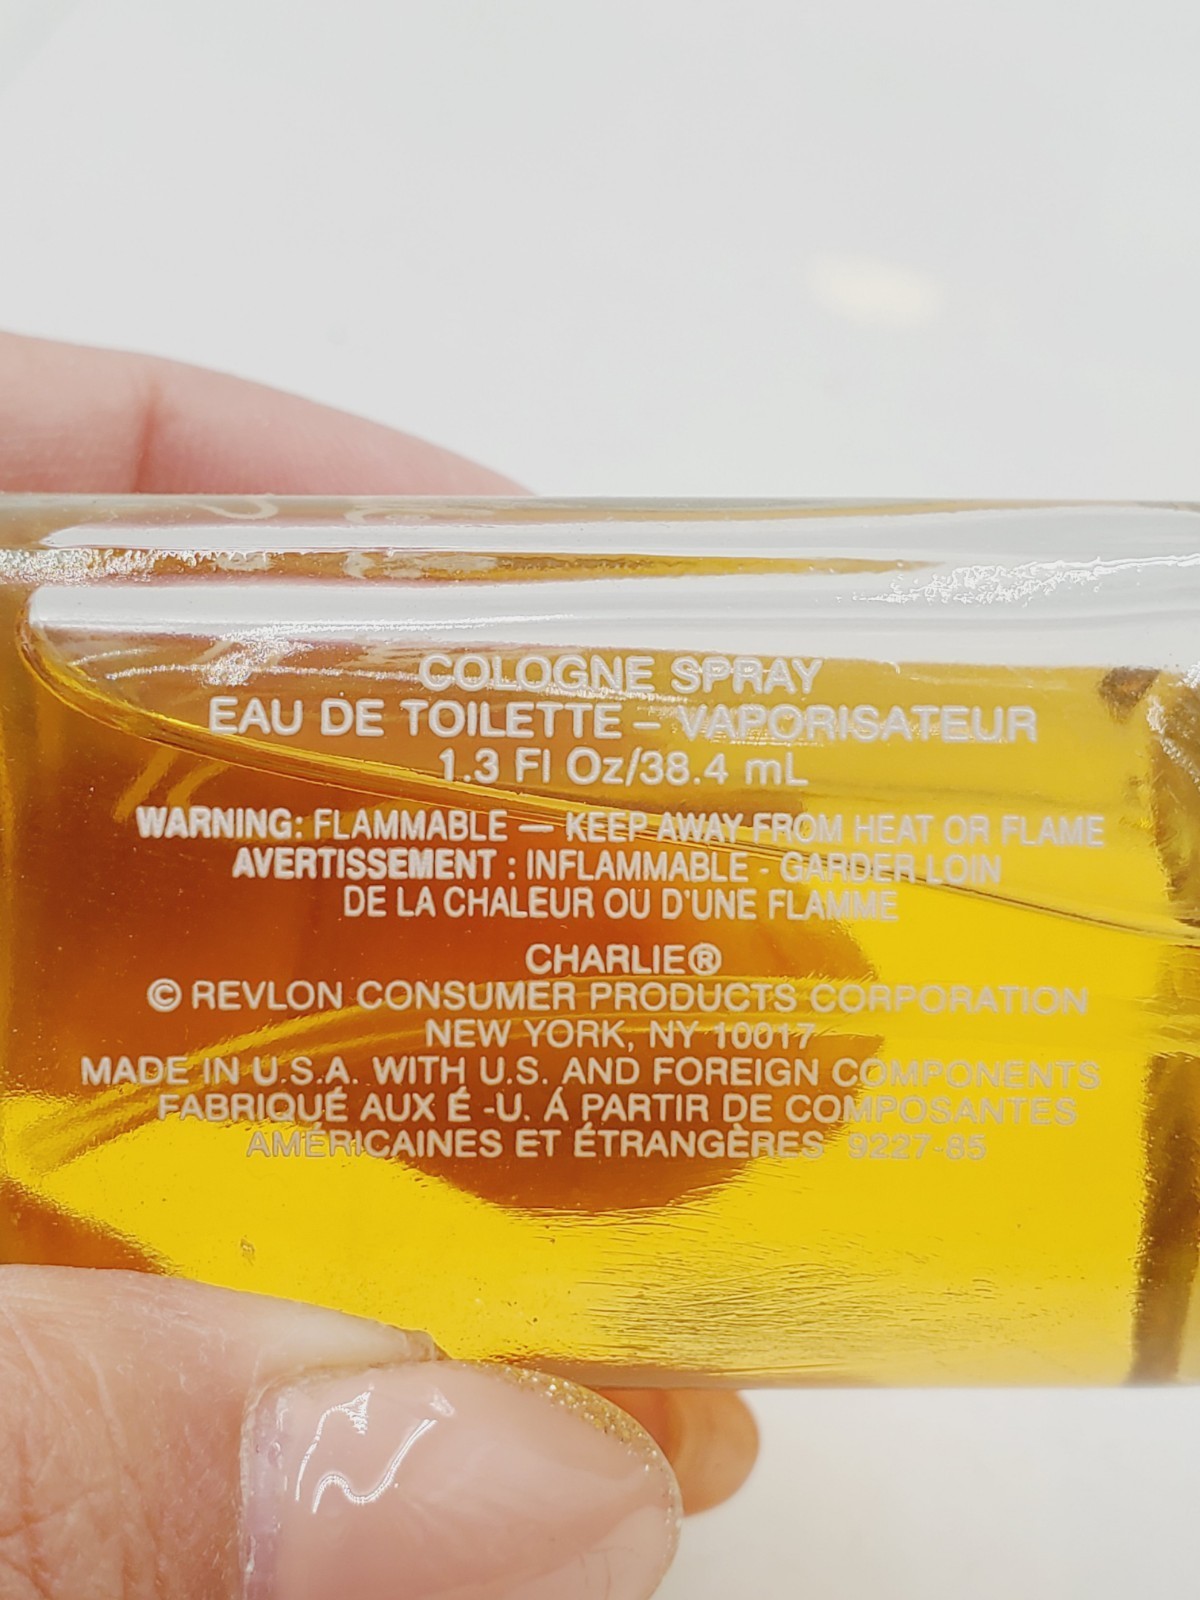 COLOGNE SPRAY
EAU DE TOILETTE – VAPORISATEUR
1.3 Fl Oz/38.4 mL
WARNING: FLAMMABLE — KEEP AWAY FROM HEAT OR FLAME
AVERTISSEMENT : INFLAMMABLE - GARDER LOIN
DE LA CHALEUR OU D'UNE FLAMME
CHARLIE®
© REVLON CONSUMER PRODUCTS CORPORATION
NEW YORK, NY 10017
MADE IN U.S.A. WITH U.S. AND FOREIGN COMPONENTS
FABRIQUÉ AUX É -U. Á PARTIR DE COMPOSANTES
AMÉRICAINES ET ÉTRANGÈRES 9227-85